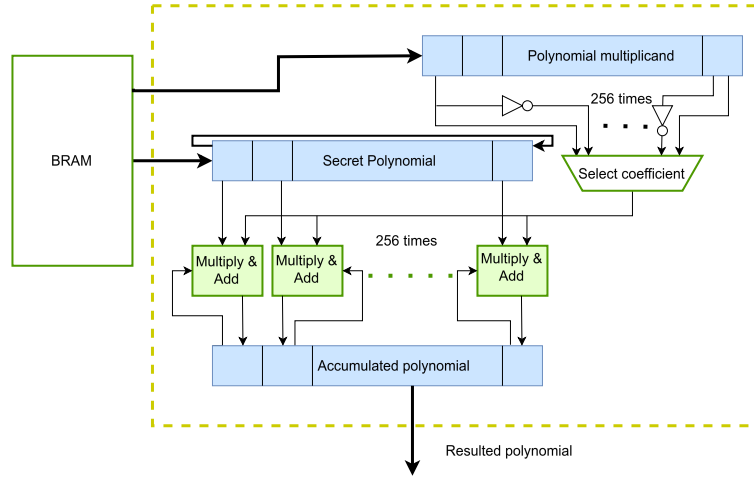 Polynomial multiplicand
256 times
BRAM
Secret Polynomial
Select coefficient
256 times
Multiply &
Add
Multiply &
Add
Multiply &
Add
Accumulated polynomial
Resulted polynomial